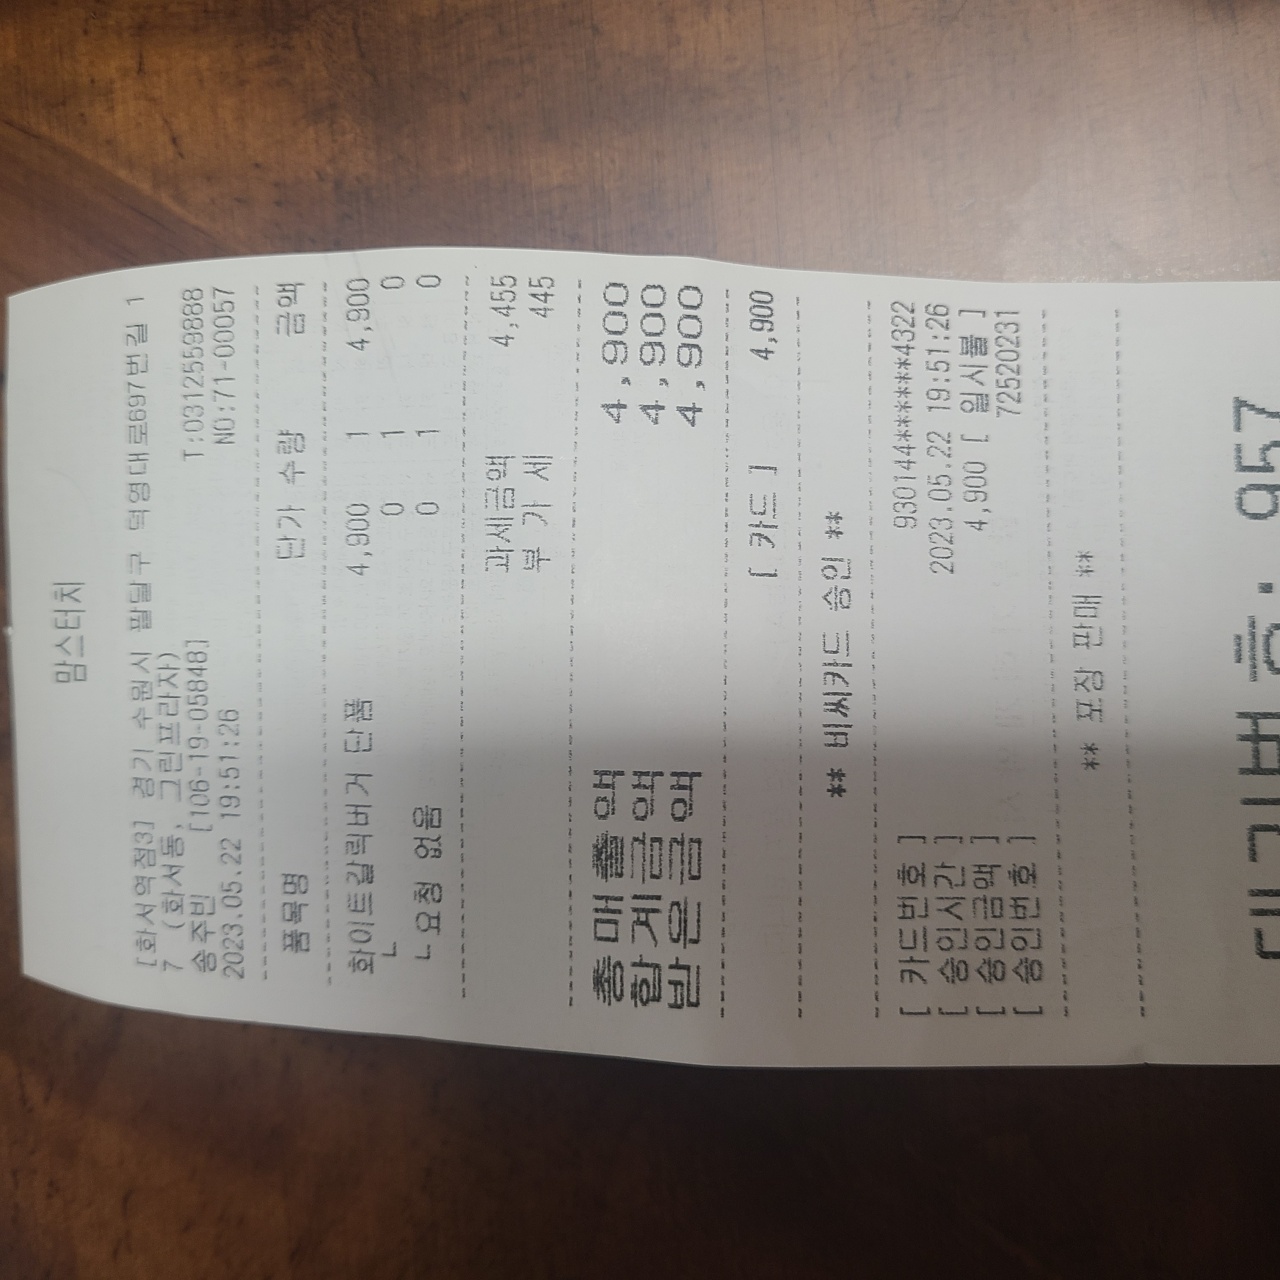 맘스터치
[화서역점3] 경기 수원시 팔달구 덕영대로697번길 1
7 (화서동, 그린프라자)
송주빈 [106-19-05848] T:0312559888
2023.05.22 19:51:26 NO:71-00057
품목명 단가 수량 금액
화이트갈릭버거 단품 4,900 1 4,900
L 0 1 0
L 요청 없음 0 1 0
과세금액 4,455
부 가 세 445
총 매 출 액 4,900
합 계 금 액 4,900
받 은 금 액 4,900
[ 카드 ] 4,900
** 비씨카드 승인 **
[ 카드번호 ] 930144******4322
[ 승인시간 ] 2023.05.22 19:51:26
[ 승인금액 ] 4,900 [ 일시불 ]
[ 승인번호 ] 72520231
** 포장 판매 **
대기번호: 957